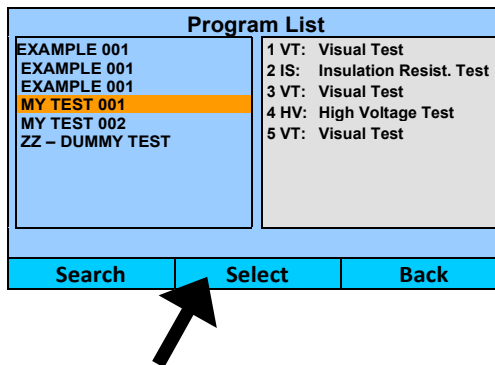 Program List
EXAMPLE 001
EXAMPLE 001
EXAMPLE 001
MY TEST 001
MY TEST 002
ZZ – DUMMY TEST
1 VT: Visual Test
2 IS: Insulation Resist. Test
3 VT: Visual Test
4 HV: High Voltage Test
5 VT: Visual Test
Search Select Back